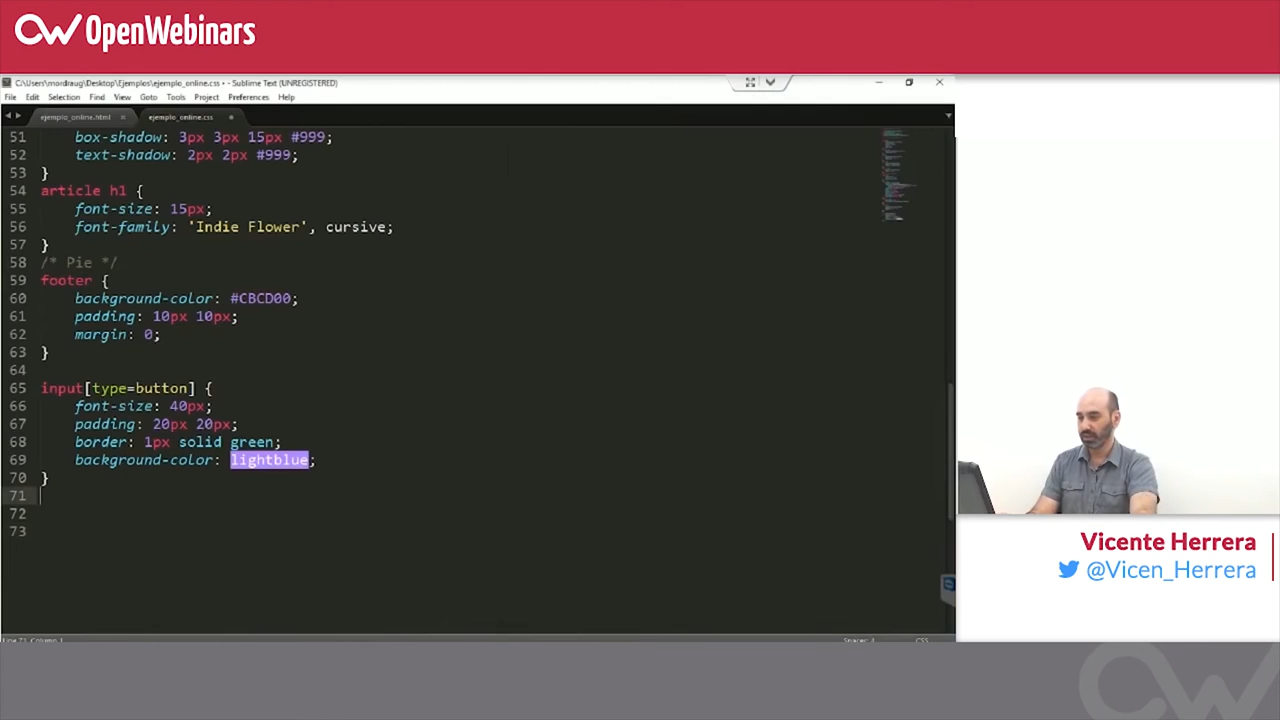 OpenWebinars
C:\Users\mordraug\Desktop\Ejemplos\ejemplo_online.css • - Sublime Text (UNREGISTERED)
File Edit Selection Find View Goto Tools Project Preferences Help
ejemplo_online.html ejemplo_online.css
51 box-shadow: 3px 3px 15px #999;
52 text-shadow: 2px 2px #999;
53 }
54 article h1 {
55 font-size: 15px;
56 font-family: 'Indie Flower', cursive;
57 }
58 /* Pie */
59 footer {
60 background-color: #CBCD00;
61 padding: 10px 10px;
62 margin: 0;
63 }
64
65 input[type=button] {
66 font-size: 40px;
67 padding: 20px 20px;
68 border: 1px solid green;
69 background-color: lightblue;
70 }
71
72
73
Vicente Herrera
@Vicen_Herrera